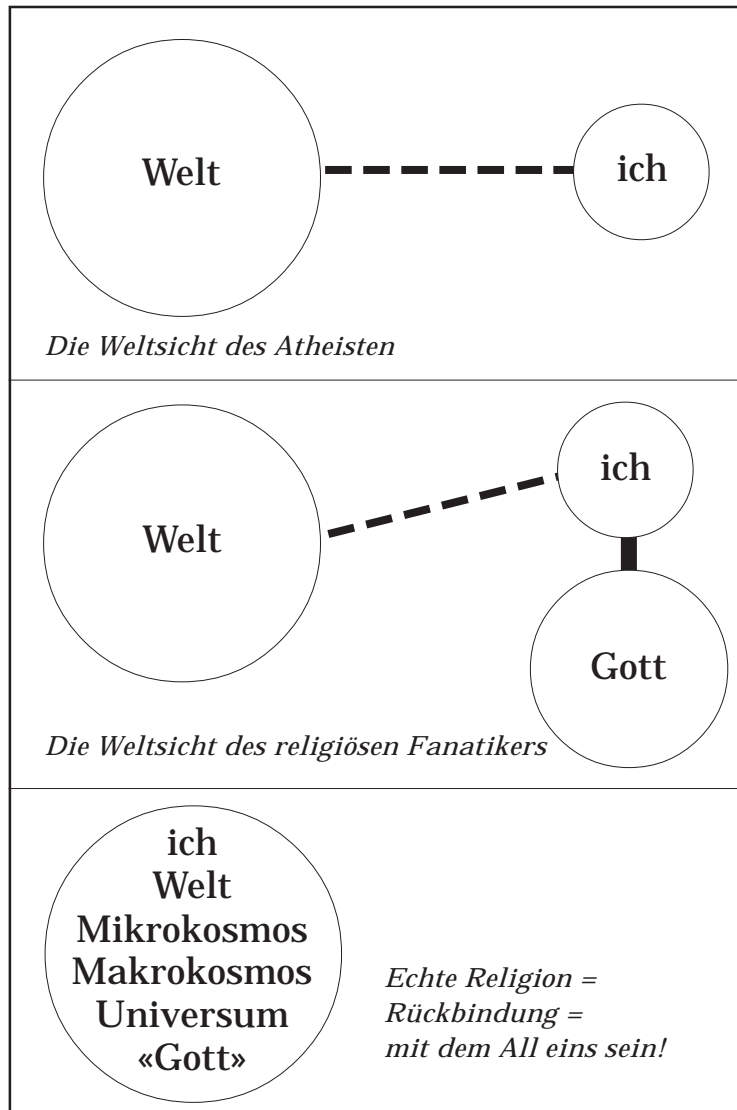 Welt
ich
Die Weltsicht des Atheisten
ich
Welt
Gott
Die Weltsicht des religiösen Fanatikers
ich
Welt
Mikrokosmos
Makrokosmos
Universum
«Gott»
Echte Religion =
Rückbindung =
mit dem All eins sein!